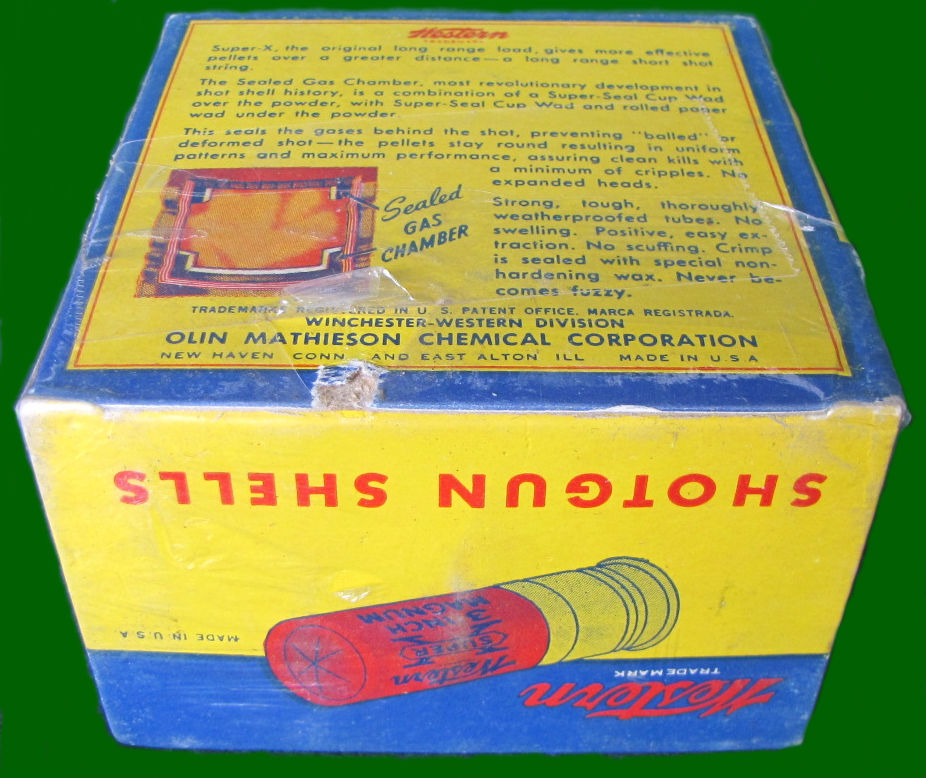 Western
TRADEMARK
Super-X, the original long range load, gives more effective
pellets over a greater distance—a long range short shot
string.
The Sealed Gas Chamber, most revolutionary development in
shot shell history, is a combination of a Super-Seal Cup Wad
over the powder, with Super-Seal Cup Wad and rolled paper
wad under the powder.
This seals the gases behind the shot, preventing "balled" or
deformed shot—the pellets stay round resulting in uniform
patterns and maximum performance, assuring clean kills with
a minimum of cripples. No
expanded heads.
Sealed
GAS
CHAMBER
Strong, tough, thoroughly
weatherproofed tubes. No
swelling. Positive, easy ex-
traction. No scuffing. Crimp
is sealed with special non-
hardening wax. Never be-
comes fuzzy.
TRADEMARKS REGISTERED IN U. S. PATENT OFFICE. MARCA REGISTRADA.
WINCHESTER-WESTERN DIVISION
OLIN MATHIESON CHEMICAL CORPORATION
NEW HAVEN CONN. AND EAST ALTON ILL MADE IN U.S.A
SHOTGUN SHELLS
MADE IN U.S.A.
Western
SUPER X
3 INCH
MAGNUM
Western
TRADEMARK